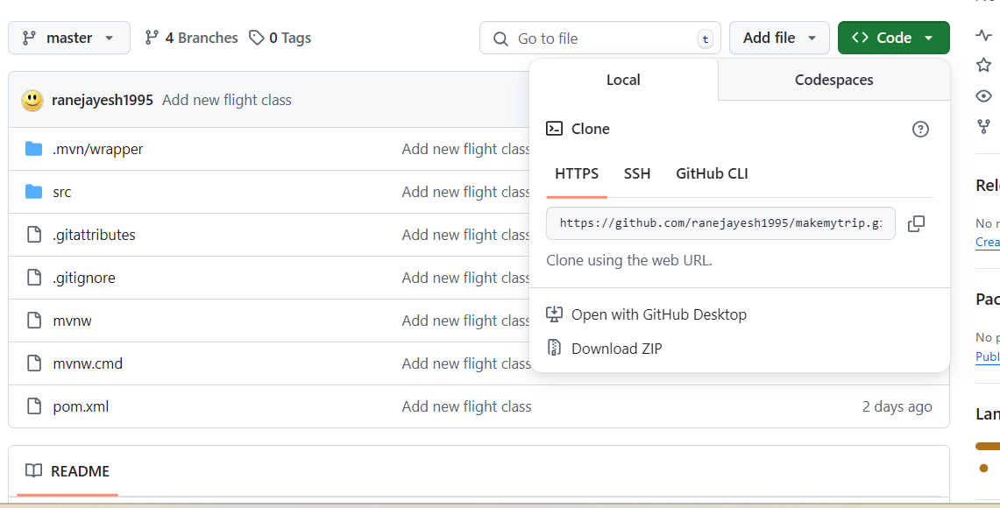 master 4 Branches 0 Tags Go to file t Add file Code
Local Codespaces
ranejayesh1995 Add new flight class
Clone
.mvn/wrapper Add new flight class
HTTPS SSH GitHub CLI
src Add new flight class
https://github.com/ranejayesh1995/makemytrip.g
.gitattributes Add new flight class
Clone using the web URL.
.gitignore Add new flight class
mvnw Add new flight class
Open with GitHub Desktop
Download ZIP
mvnw.cmd Add new flight class
pom.xml Add new flight class 2 days ago
README
Rel
No
Crea
Pac
No p
Publ
Lan